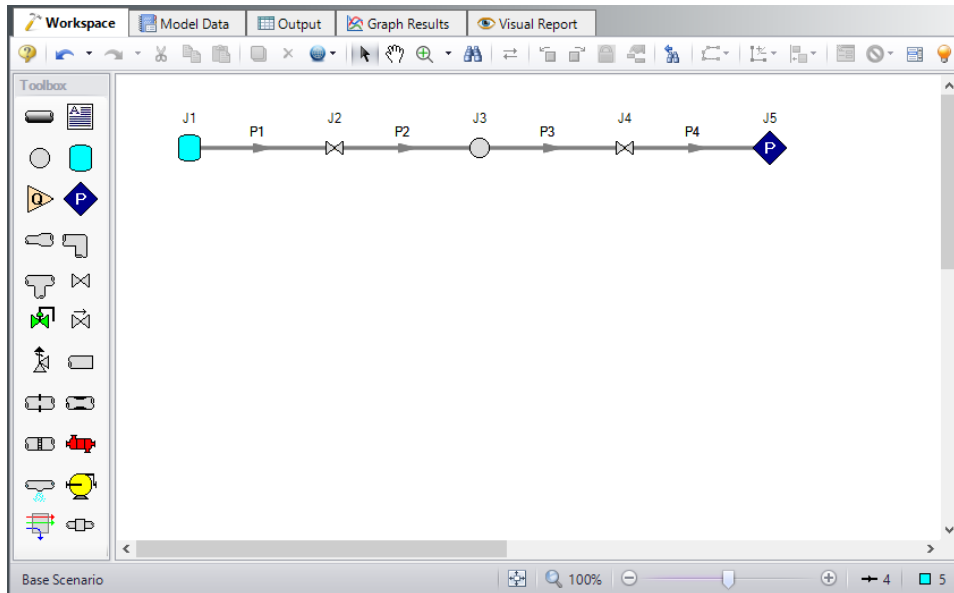 Workspace Model Data Output Graph Results Visual Report
?
Toolbox
A
J1 J2 J3 J4 J5
P1 P2 P3 P4
P
Q P
Base Scenario 100% 4 5